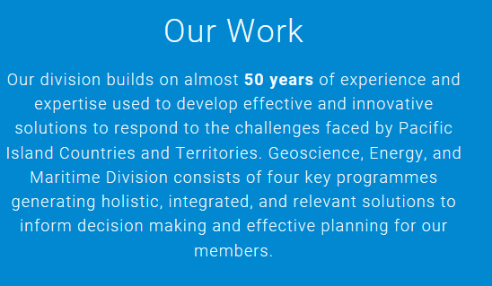 Our Work
Our division builds on almost 50 years of experience and
expertise used to develop effective and innovative
solutions to respond to the challenges faced by Pacific
Island Countries and Territories. Geoscience, Energy, and
Maritime Division consists of four key programmes
generating holistic, integrated, and relevant solutions to
inform decision making and effective planning for our
members.